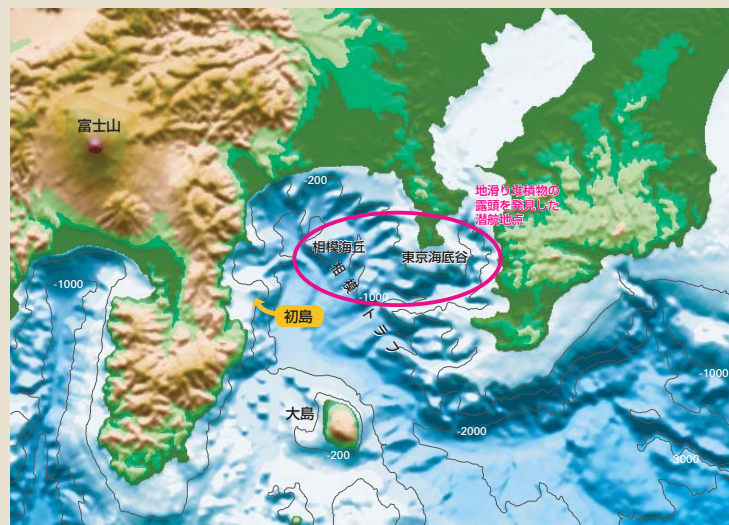 富士山
-200
地滑り堆積物の
露頭を発見した
潜航地点
相模海丘
東京海底谷
相模トラフ
-1000
-1000
初島
大島
-200
-1000
-2000
-3000